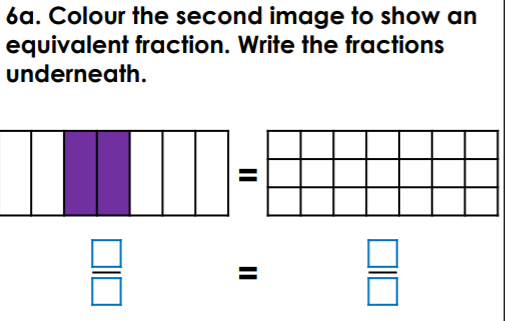 6a. Colour the second image to show an
equivalent fraction. Write the fractions
underneath.
=
=